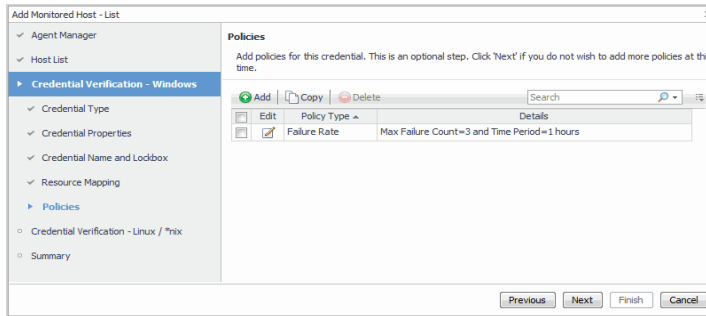 Add Monitored Host - List
Agent Manager
Host List
Credential Verification - Windows
Credential Type
Credential Properties
Credential Name and Lockbox
Resource Mapping
Policies
Credential Verification - Linux / *nix
Summary
Policies
Add policies for this credential. This is an optional step. Click 'Next' if you do not wish to add more policies at
time.
Add Copy Delete Search
Edit Policy Type Details
Failure Rate Max Failure Count=3 and Time Period=1 hours
Previous Next Finish Cancel